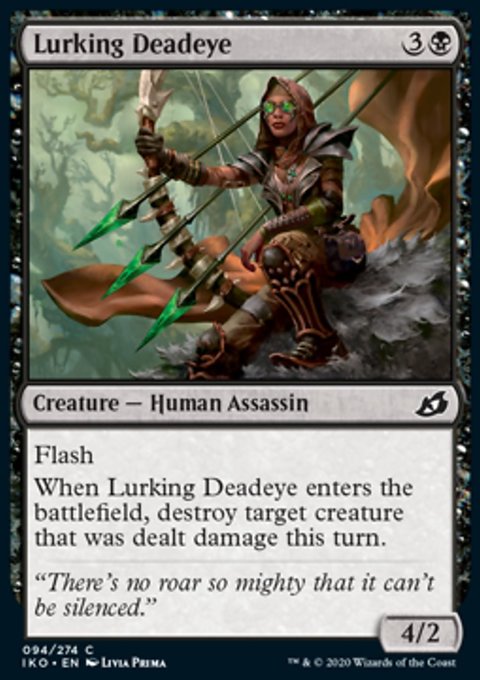 Lurking Deadeye 3
Creature — Human Assassin
Flash
When Lurking Deadeye enters the
battlefield, destroy target creature
that was dealt damage this turn.
“There’s no roar so mighty that it can’t
be silenced.”
4/2
094/274 C
IKO • EN Livia Prima
™ & © 2020 Wizards of the Coast